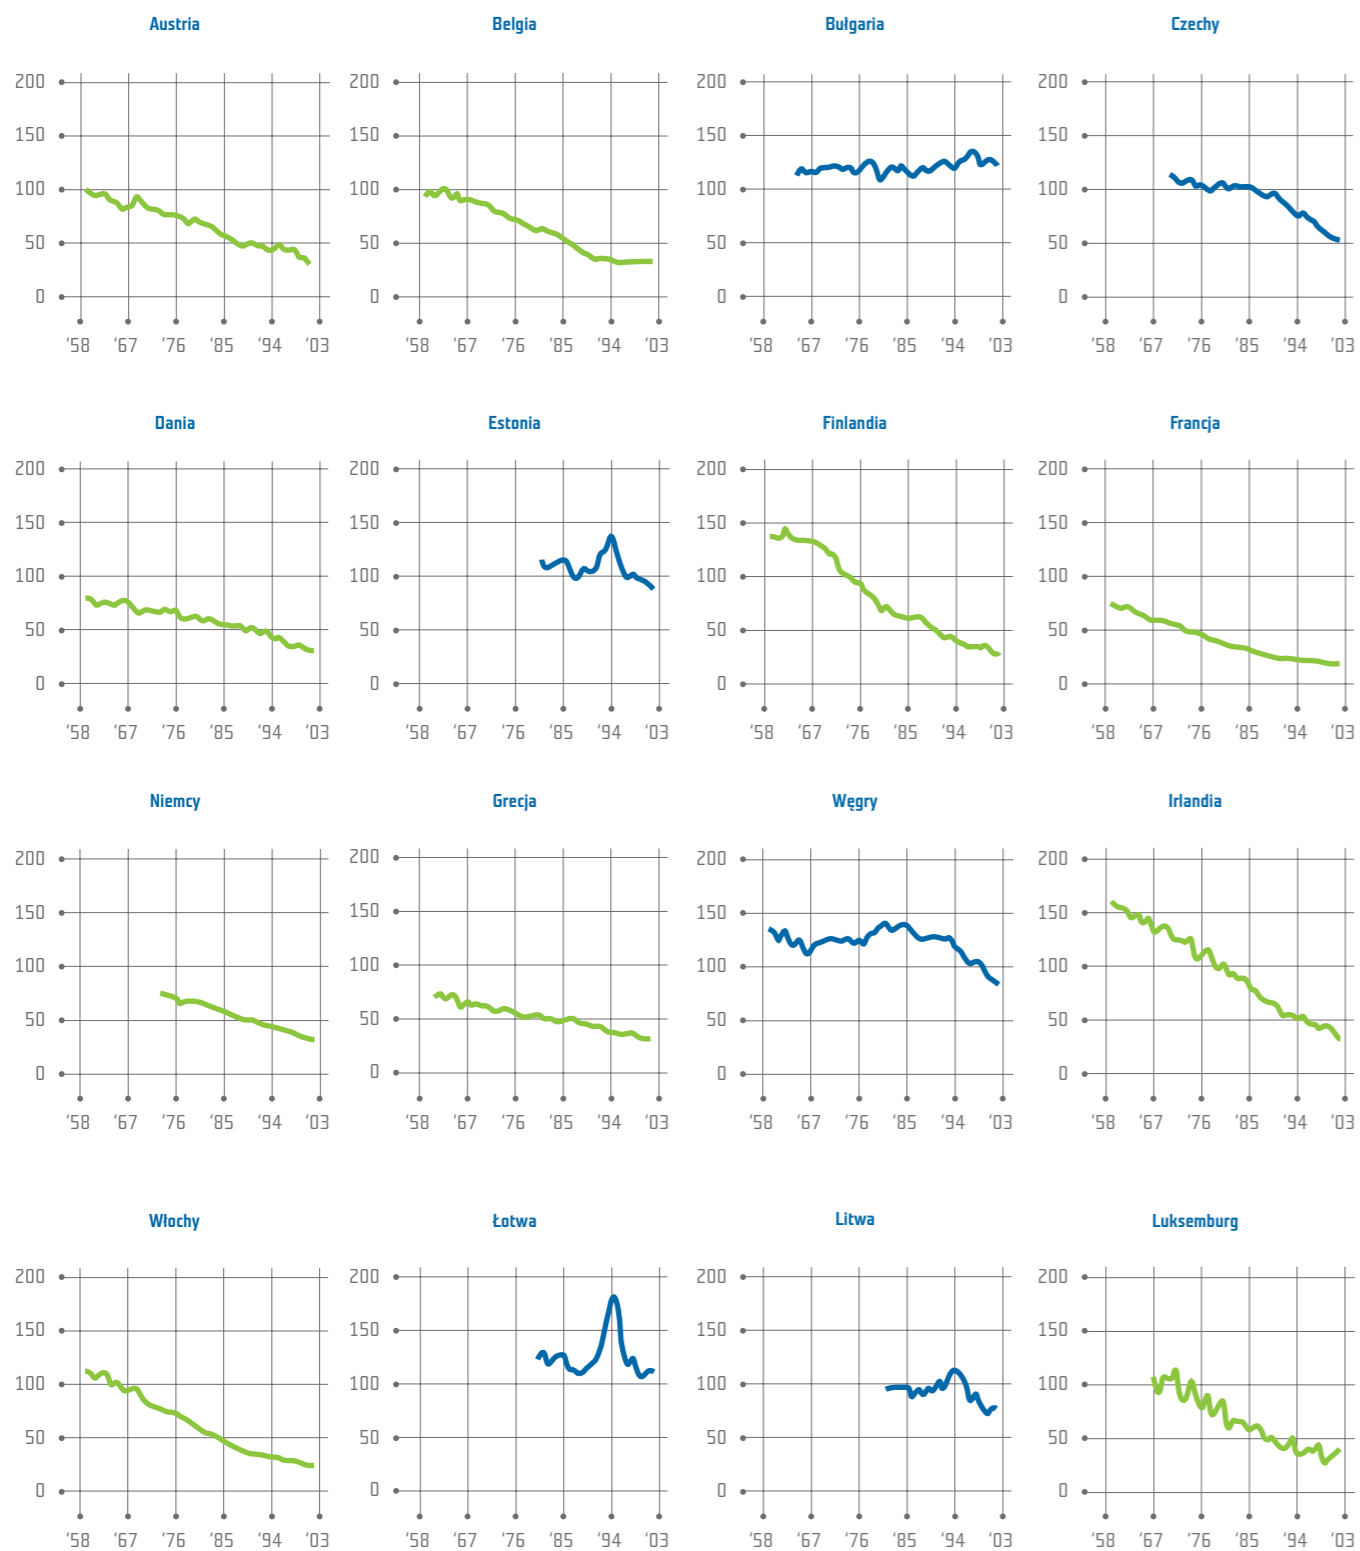 Austria Belgia Bułgaria Czechy
200 200 200 200
150 150 150 150
100 100 100 100
50 50 50 50
0 0 0 0
‘58 ‘67 ‘76 ‘85 ‘94 ‘03 ‘58 ‘67 ‘76 ‘85 ‘94 ‘03 ‘58 ‘67 ‘76 ‘85 ‘94 ‘03 ‘58 ‘67 ‘76 ‘85 ‘94 ‘03
Dania Estonia Finlandia Francja
200 200 200 200
150 150 150 150
100 100 100 100
50 50 50 50
0 0 0 0
‘58 ‘67 ‘76 ‘85 ‘94 ‘03 ‘58 ‘67 ‘76 ‘85 ‘94 ‘03 ‘58 ‘67 ‘76 ‘85 ‘94 ‘03 ‘58 ‘67 ‘76 ‘85 ‘94 ‘03
Niemcy Grecja Węgry Irlandia
200 200 200 200
150 150 150 150
100 100 100 100
50 50 50 50
0 0 0 0
‘58 ‘67 ‘76 ‘85 ‘94 ‘03 ‘58 ‘67 ‘76 ‘85 ‘94 ‘03 ‘58 ‘67 ‘76 ‘85 ‘94 ‘03 ‘58 ‘67 ‘76 ‘85 ‘94 ‘03
Włochy Łotwa Litwa Luksemburg
200 200 200 200
150 150 150 150
100 100 100 100
50 50 50 50
0 0 0 0
‘58 ‘67 ‘76 ‘85 ‘94 ‘03 ‘58 ‘67 ‘76 ‘85 ‘94 ‘03 ‘58 ‘67 ‘76 ‘85 ‘94 ‘03 ‘58 ‘67 ‘76 ‘85 ‘94 ‘03